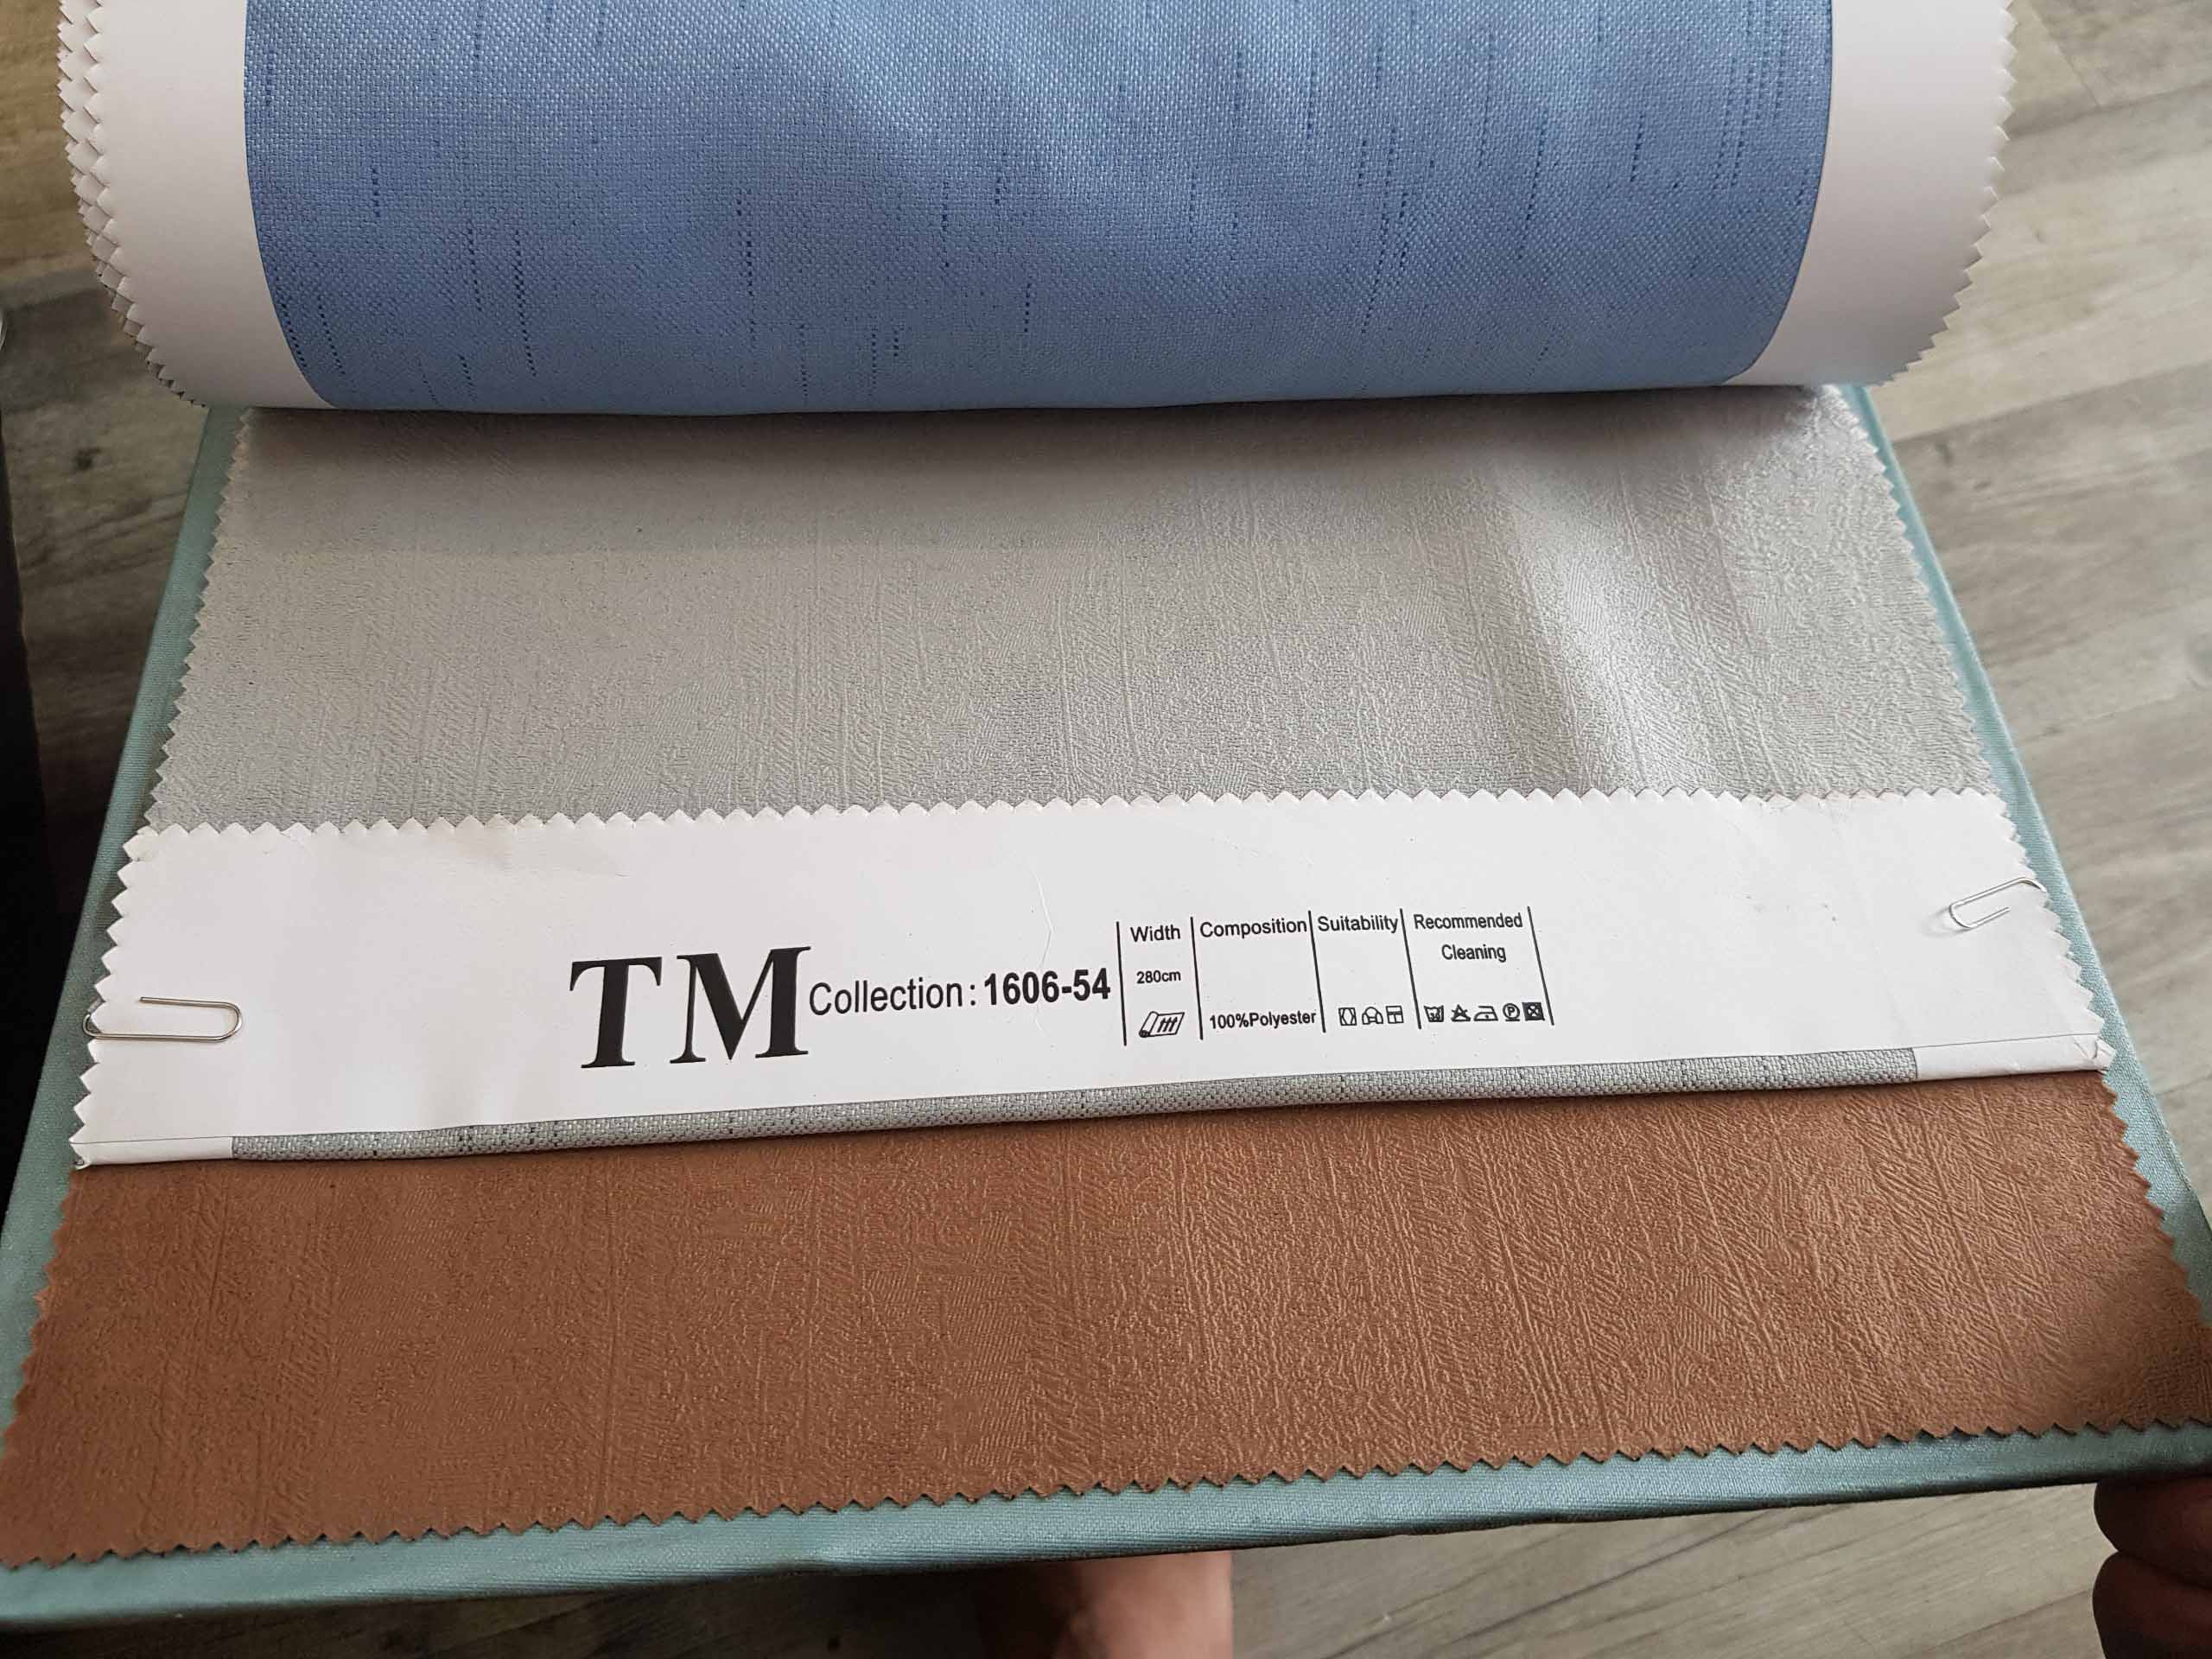 TM Collection: 1606-54
Width
280cm
Composition
100%Polyester
Suitability
Recommended
Cleaning